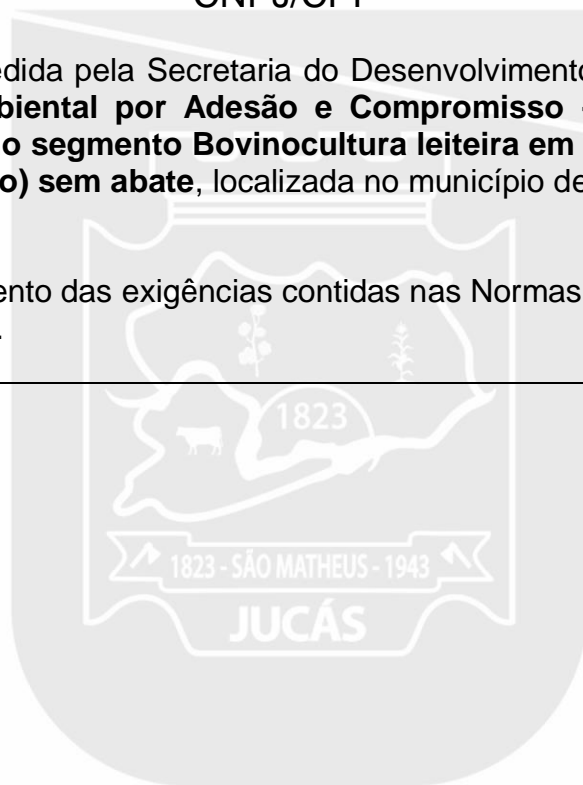 CNPJ/CPF
edida pela Secretaria do Desenvolvimento
biental por Adesão e Compromisso -
o segmento Bovinocultura leiteira em
o) sem abate, localizada no município de
ento das exigências contidas nas Normas
.
1823
1823 - SÃO MATHEUS - 1943
JUCÁS